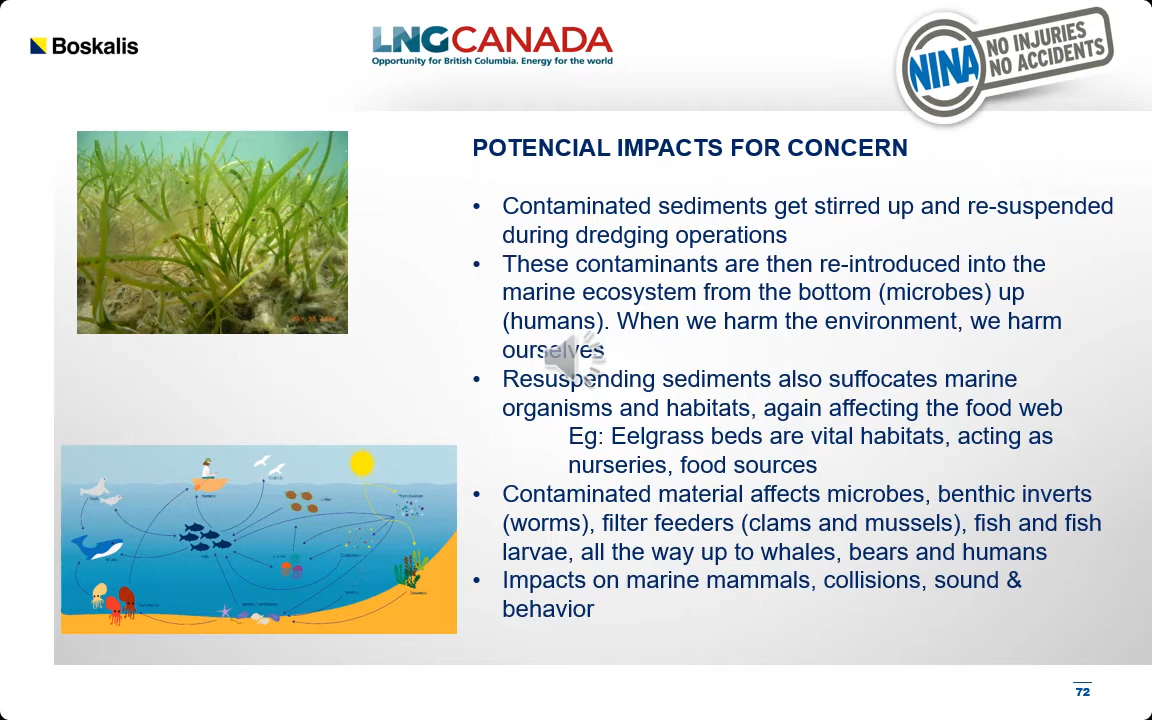 Boskalis
LNGCANADA
Opportunity for British Columbia. Energy for the world
NINA
NO INJURIES
NO ACCIDENTS
POTENCIAL IMPACTS FOR CONCERN
• Contaminated sediments get stirred up and re-suspended
during dredging operations
• These contaminants are then re-introduced into the
marine ecosystem from the bottom (microbes) up
(humans). When we harm the environment, we harm
ourselves
• Resuspending sediments also suffocates marine
organisms and habitats, again affecting the food web
Eg: Eelgrass beds are vital habitats, acting as
nurseries, food sources
• Contaminated material affects microbes, benthic inverts
(worms), filter feeders (clams and mussels), fish and fish
larvae, all the way up to whales, bears and humans
• Impacts on marine mammals, collisions, sound &
behavior
72